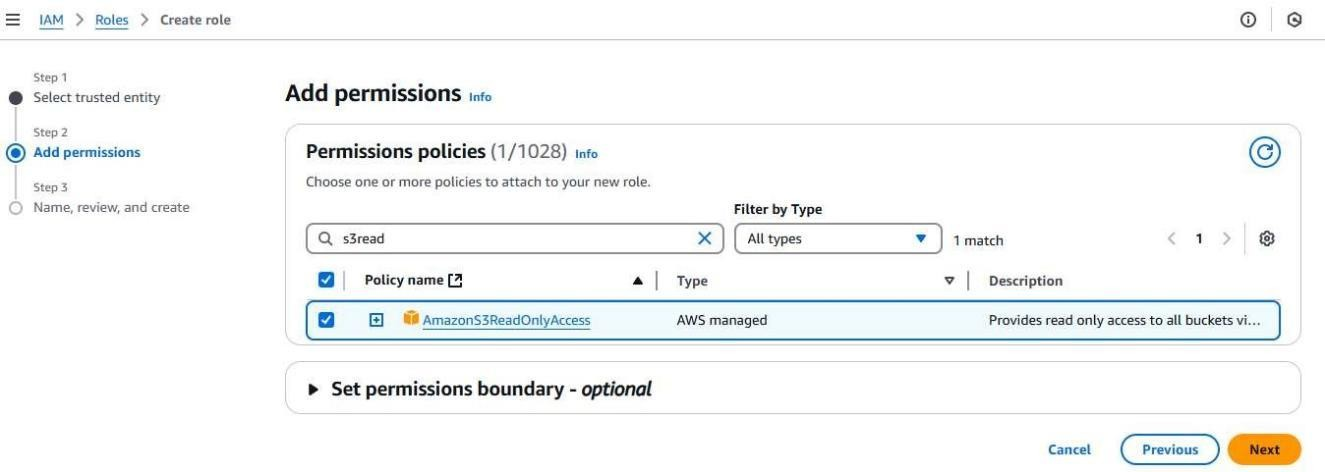 IAM > Roles > Create role
Step 1
Select trusted entity
Step 2
Add permissions
Step 3
Name, review, and create
Add permissions Info
Permissions policies (1/1028) Info
Choose one or more policies to attach to your new role.
Filter by Type
s3read All types 1 match 1
Policy name Type Description
AmazonS3ReadOnlyAccess AWS managed Provides read only access to all buckets vi...
Set permissions boundary - optional
Cancel Previous Next